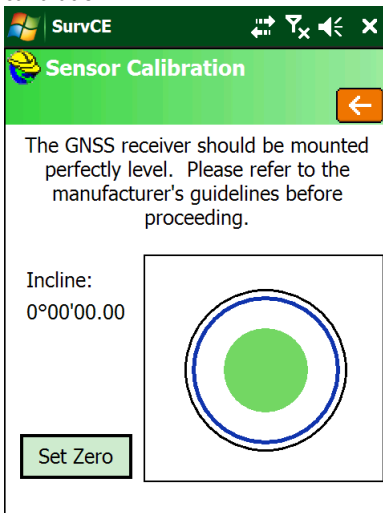 SurvCE
Sensor Calibration
The GNSS receiver should be mounted
perfectly level.  Please refer to the
manufacturer's guidelines before
proceeding.
Incline:
0°00'00.00
Set Zero